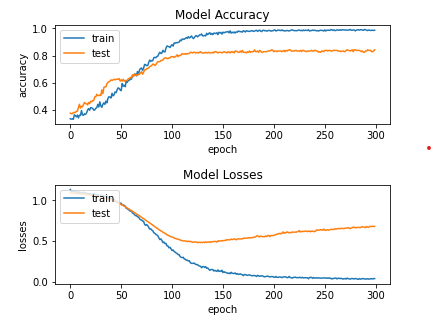 Model Accuracy
1.0
0.8
0.6
0.4
accuracy
train
test
0 50 100 150 200 250 300
epoch
Model Losses
1.0
0.5
0.0
losses
train
test
0 50 100 150 200 250 300
epoch